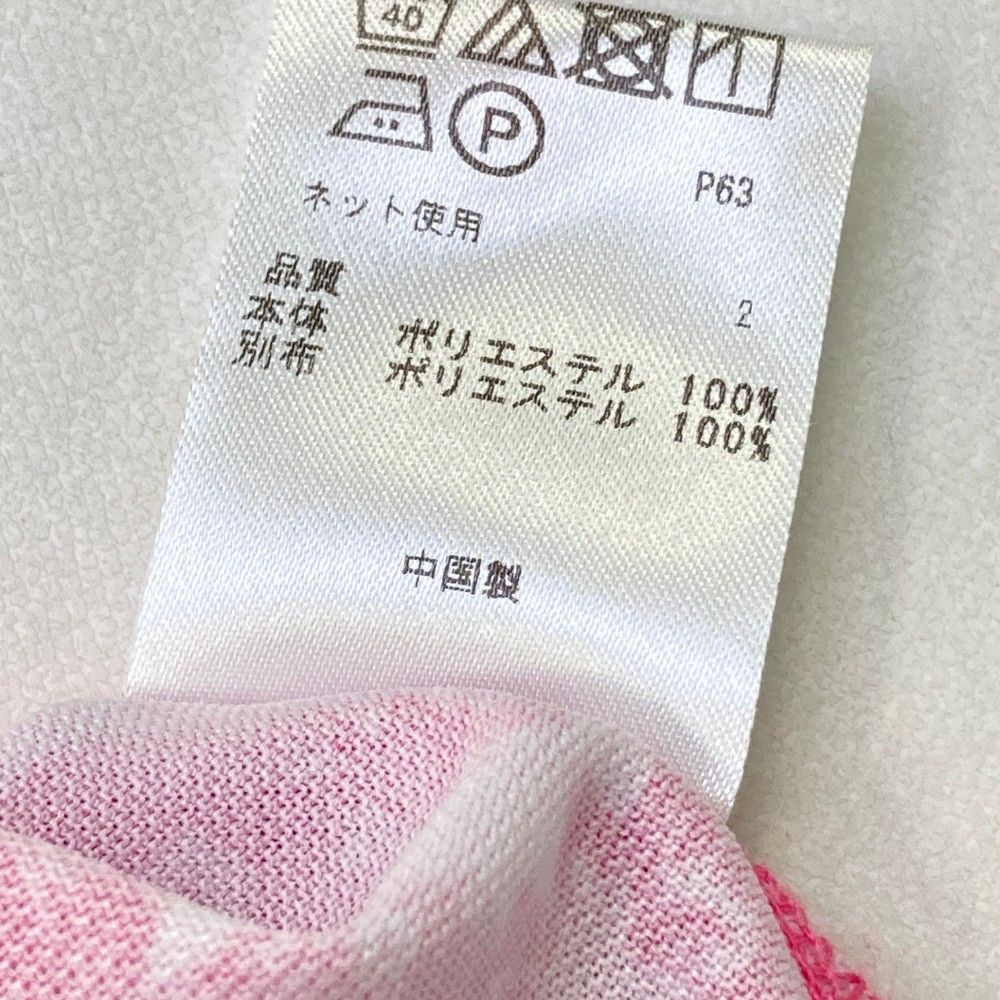 40
P
P63
ネット使用
2
品質
本体 ポリエステル 100%
別布 ポリエステル 100%
中国製